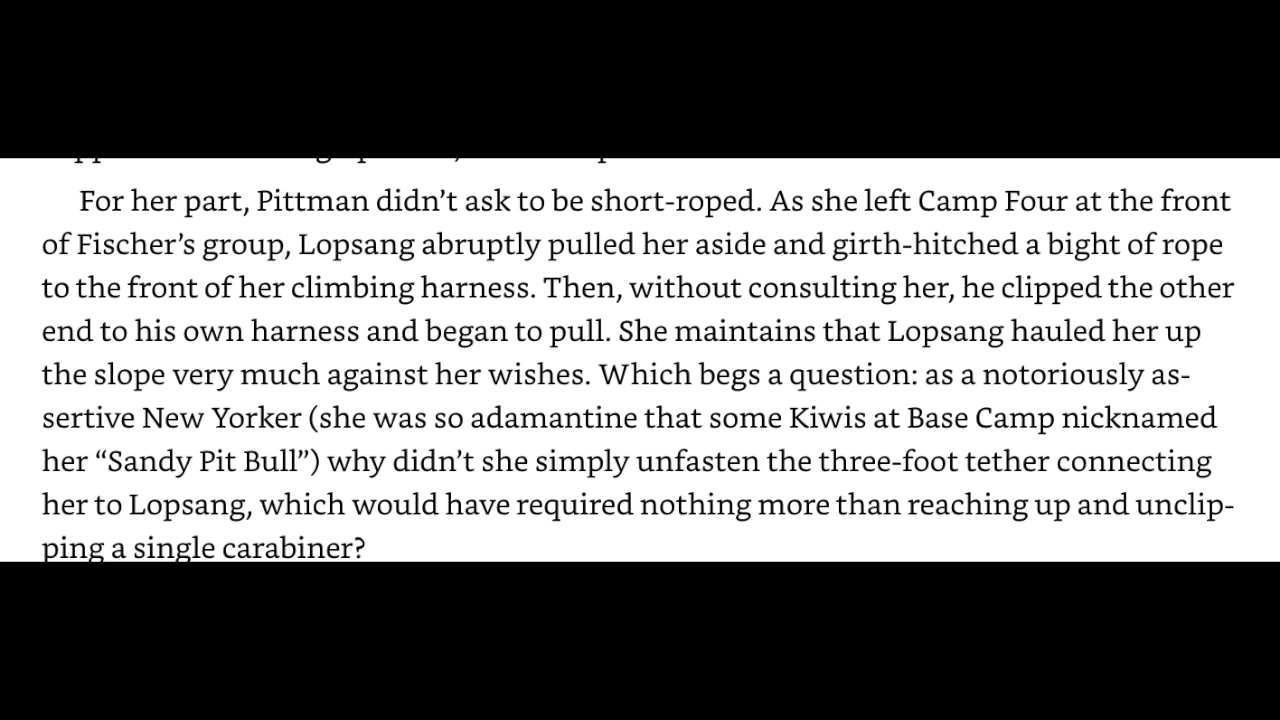 For her part, Pittman didn’t ask to be short-roped. As she left Camp Four at the front
of Fischer’s group, Lopsang abruptly pulled her aside and girth-hitched a bight of rope
to the front of her climbing harness. Then, without consulting her, he clipped the other
end to his own harness and began to pull. She maintains that Lopsang hauled her up
the slope very much against her wishes. Which begs a question: as a notoriously as-
sertive New Yorker (she was so adamantine that some Kiwis at Base Camp nicknamed
her “Sandy Pit Bull”) why didn’t she simply unfasten the three-foot tether connecting
her to Lopsang, which would have required nothing more than reaching up and unclip-
ping a single carabiner?